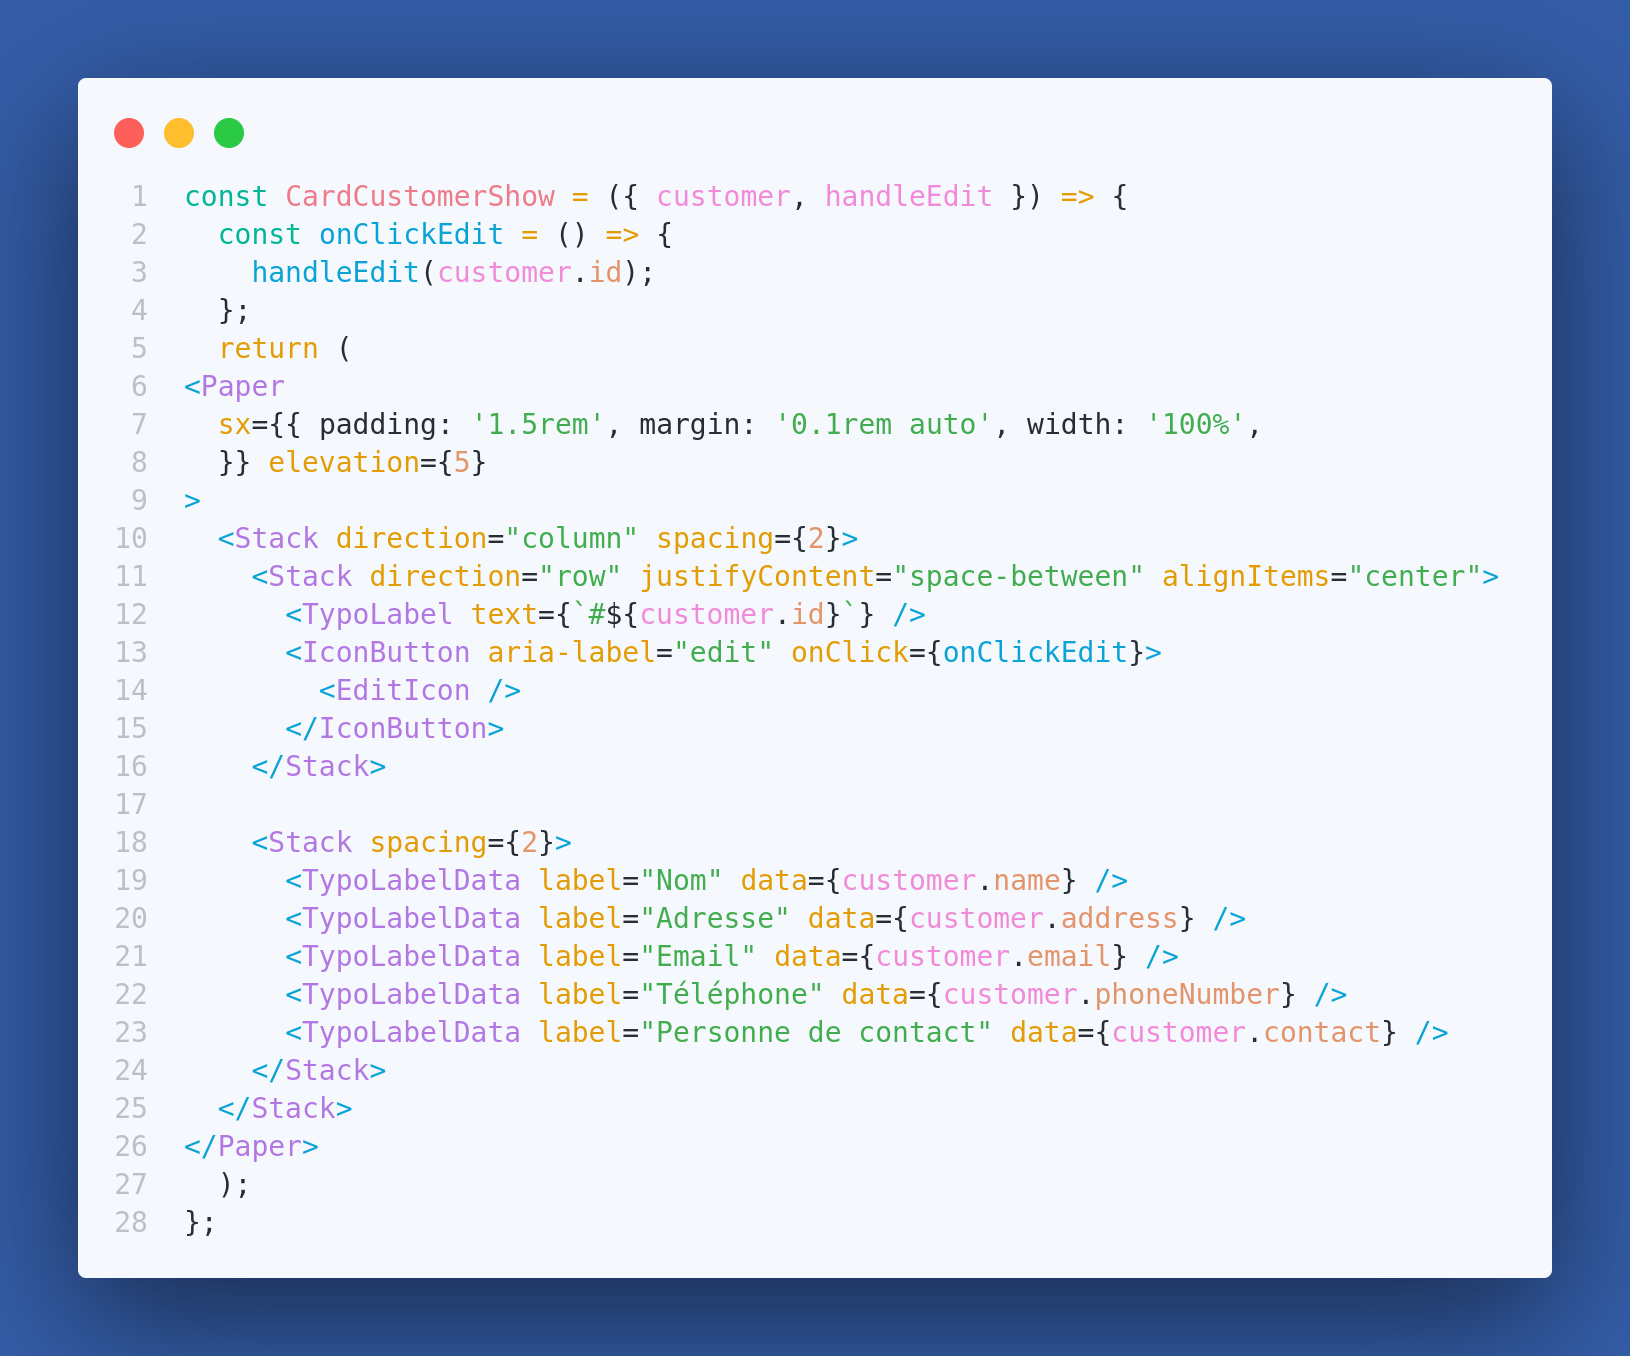 1 const CardCustomerShow = ({ customer, handleEdit }) => {
2   const onClickEdit = () => {
3     handleEdit(customer.id);
4   };
5   return (
6 <Paper
7   sx={{ padding: '1.5rem', margin: '0.1rem auto', width: '100%',
8   }} elevation={5}
9 >
10   <Stack direction="column" spacing={2}>
11     <Stack direction="row" justifyContent="space-between" alignItems="center">
12       <TypoLabel text={`#${customer.id}`} />
13       <IconButton aria-label="edit" onClick={onClickEdit}>
14         <EditIcon />
15       </IconButton>
16     </Stack>
17
18     <Stack spacing={2}>
19       <TypoLabelData label="Nom" data={customer.name} />
20       <TypoLabelData label="Adresse" data={customer.address} />
21       <TypoLabelData label="Email" data={customer.email} />
22       <TypoLabelData label="Téléphone" data={customer.phoneNumber} />
23       <TypoLabelData label="Personne de contact" data={customer.contact} />
24     </Stack>
25   </Stack>
26 </Paper>
27   );
28 };